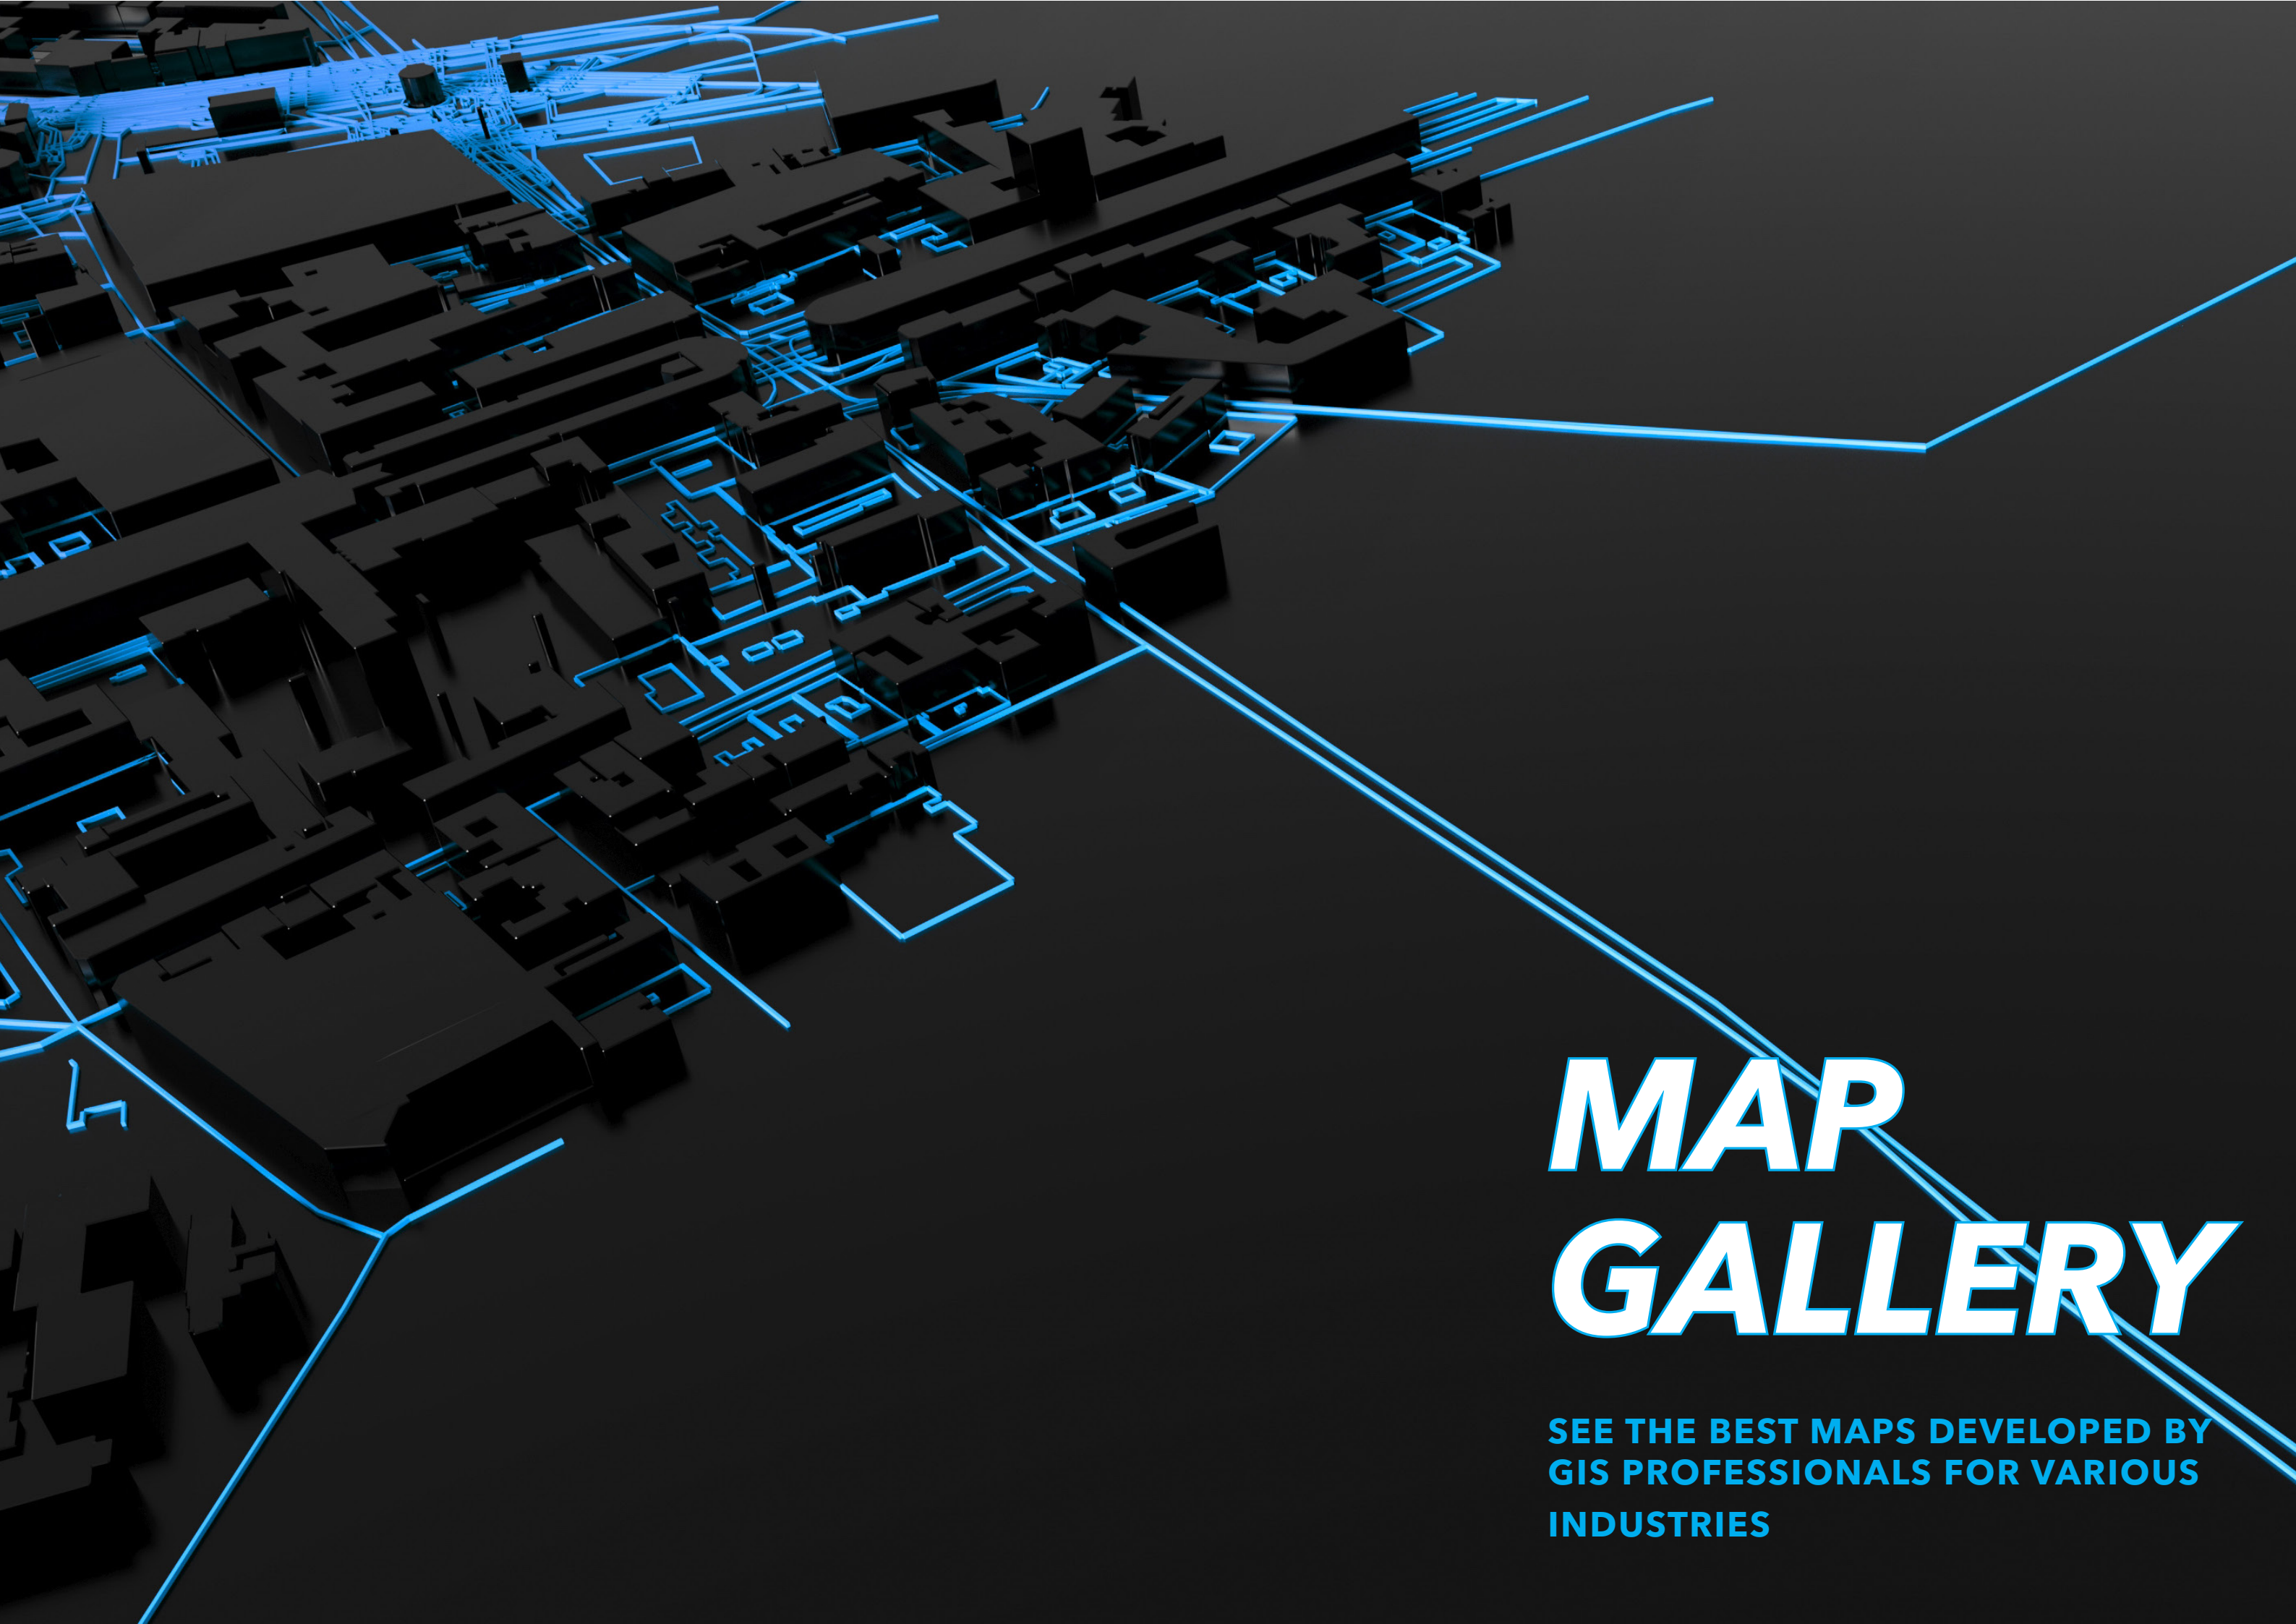 MAP
GALLERY
SEE THE BEST MAPS DEVELOPED BY
GIS PROFESSIONALS FOR VARIOUS
INDUSTRIES